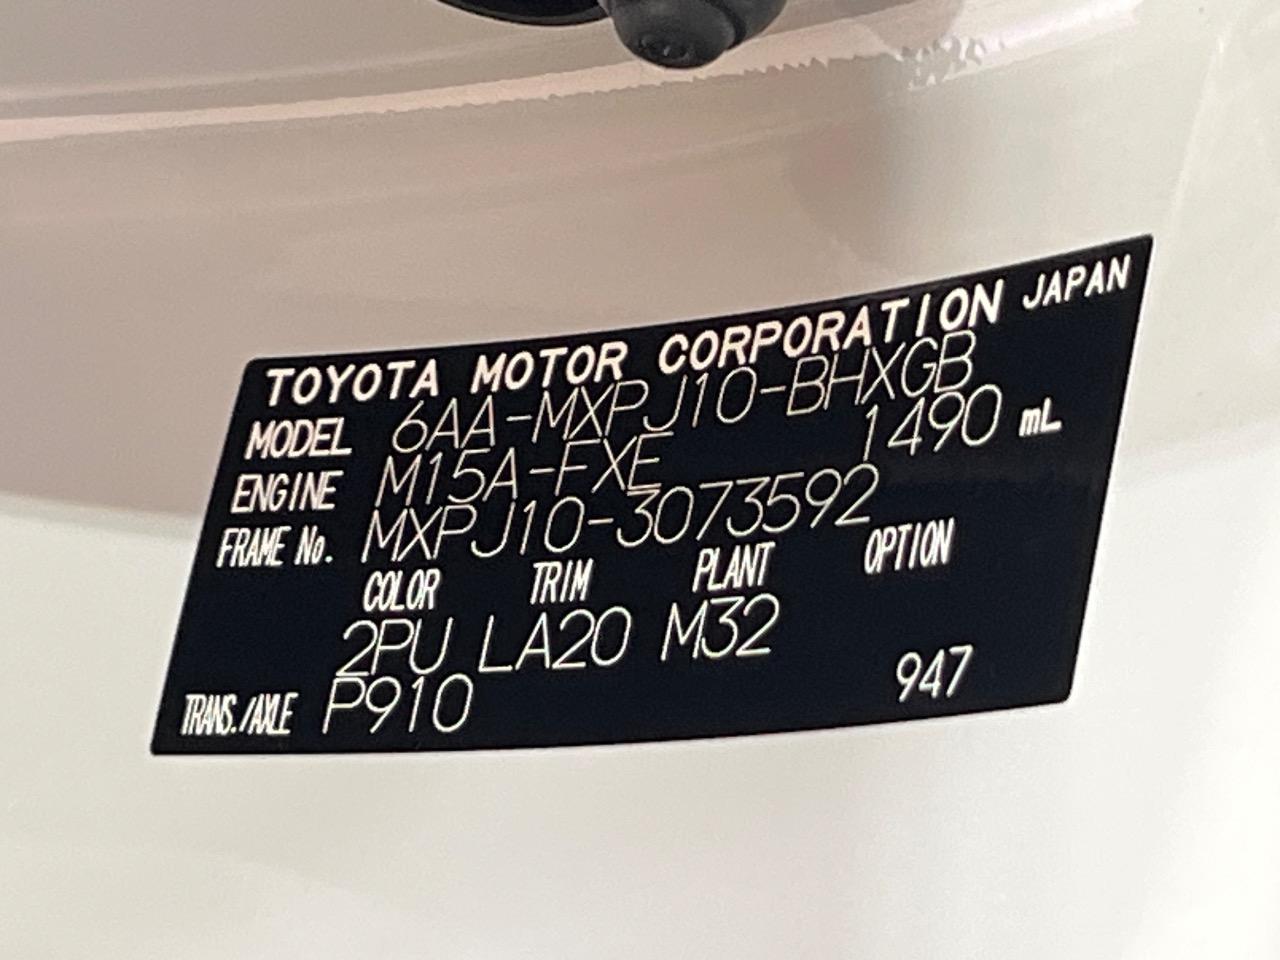 TOYOTA MOTOR CORPORATION JAPAN
MODEL 6AA-MXPJ10-BHXGB
ENGINE M15A-FXE 1490 mL
FRAME No. MXPJ10-3073592
COLOR TRIM PLANT OPTION
2PU LA20 M32
TRANS./AXLE P910 947